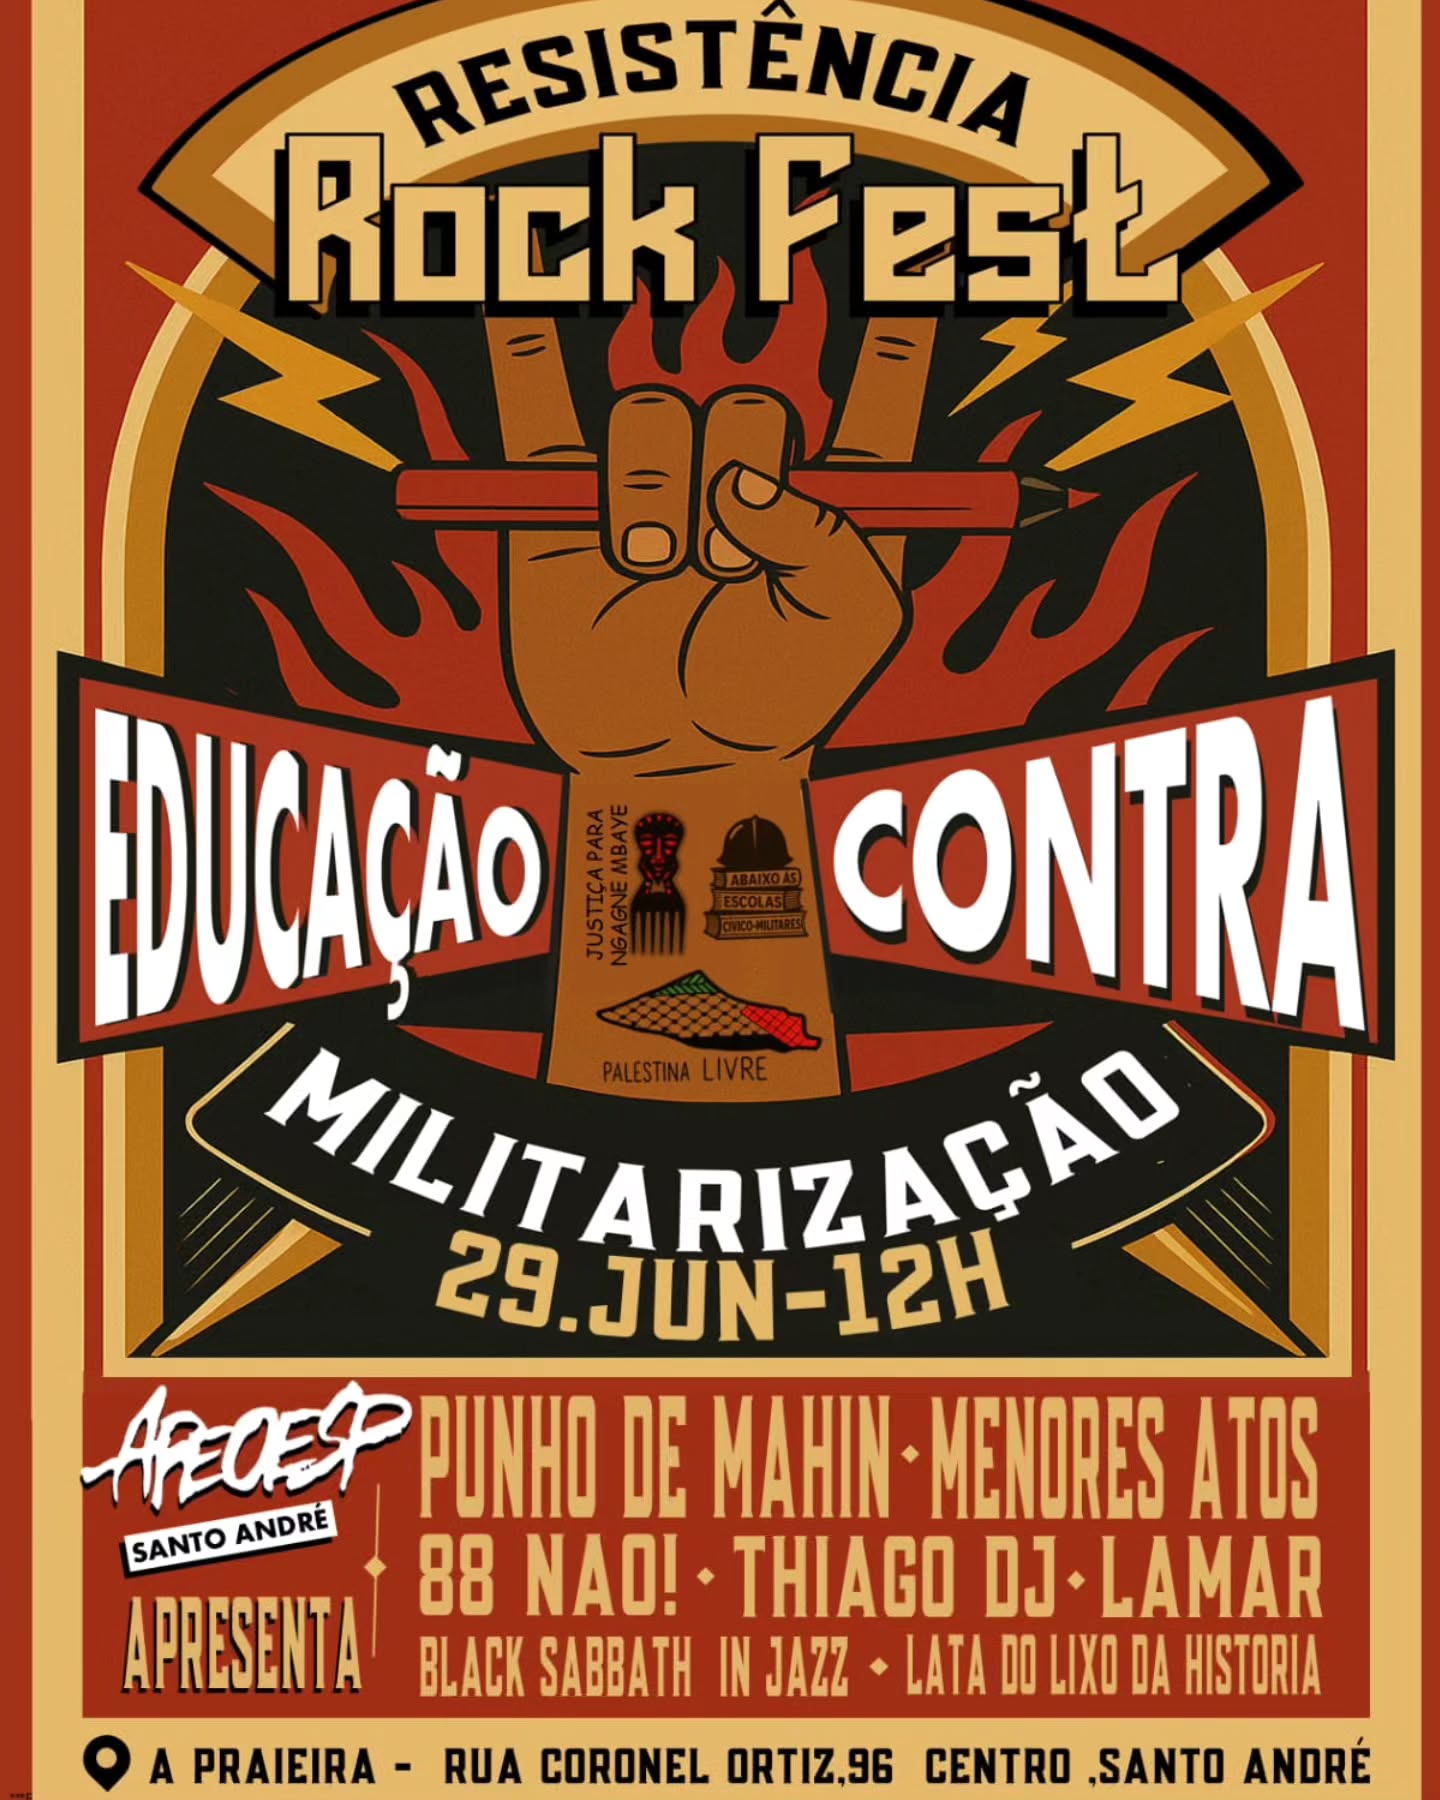 RESISTÊNCIA
Rock Fest
EDUCAÇÃO CONTRA
JUSTIÇA PARA
NGAGNE MBAYE
ABAIXO ÀS
ESCOLAS
CÍVICO-MILITARES
PALESTINA LIVRE
MILITARIZAÇÃO
29.JUN-12H
APEOESP
SANTO ANDRÉ
APRESENTA
PUNHO DE MAHIN • MENORES ATOS
88 NAO! • THIAGO DJ • LAMAR
BLACK SABBATH IN JAZZ • LATA DO LIXO DA HISTORIA
A PRAIEIRA - RUA CORONEL ORTIZ,96 CENTRO ,SANTO ANDRÉ